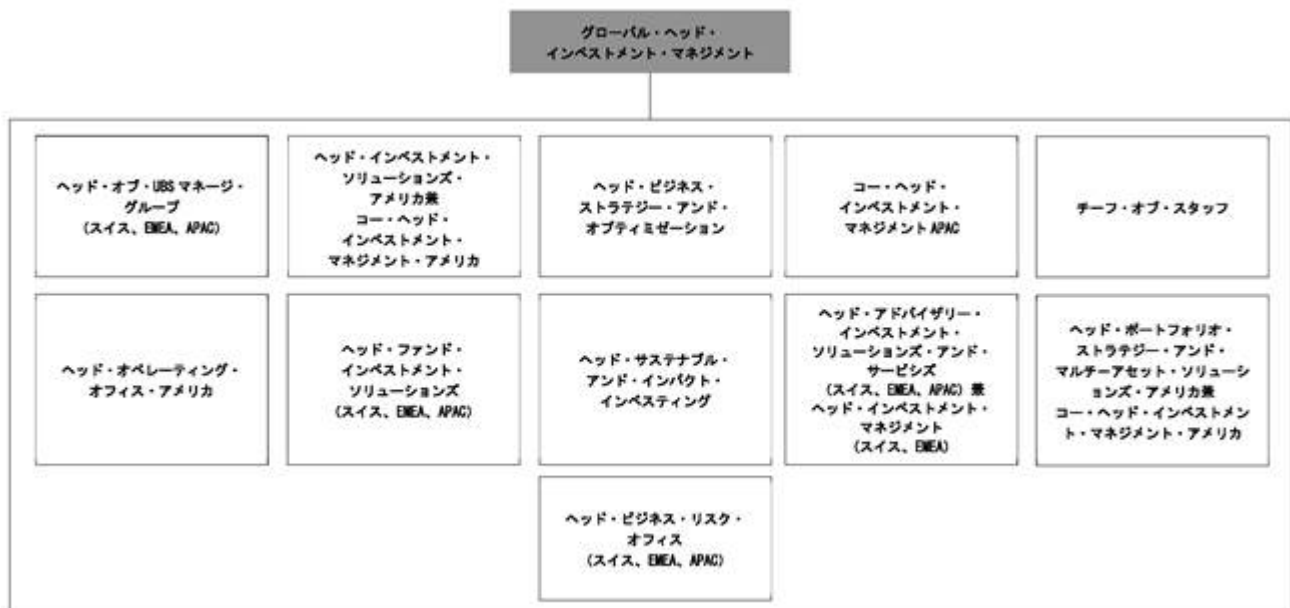 グローバル・ヘッド・
インベストメント・マネジメント
ヘッド・オブ・UBSマネージ・
グループ
(スイス、EMEA、APAC)
ヘッド・インベストメント・
ソリューションズ・
アメリカ兼
コー・ヘッド・
インベストメント・
マネジメント・アメリカ
ヘッド・ビジネス・
ストラテジー・アンド・
オプティミゼーション
コー・ヘッド・
インベストメント・
マネジメントAPAC
チーフ・オブ・スタッフ
ヘッド・オペレーティング・
オフィス・アメリカ
ヘッド・ファンド・
インベストメント・
ソリューションズ
(スイス、EMEA、APAC)
ヘッド・サステナブル・
アンド・インパクト・
インベスティング
ヘッド・アドバイザリー・
インベストメント・
ソリューションズ・アンド・
サービシズ
(スイス、EMEA、APAC)兼
ヘッド・インベストメント・
マネジメント
(スイス、EMEA)
ヘッド・ポートフォリオ・
ストラテジー・アンド・
マルチーアセット・ソリューシ
ョンズ・アメリカ兼
コー・ヘッド・インベストメン
ト・マネジメント・アメリカ
ヘッド・ビジネス・リスク・
オフィス
(スイス、EMEA、APAC)